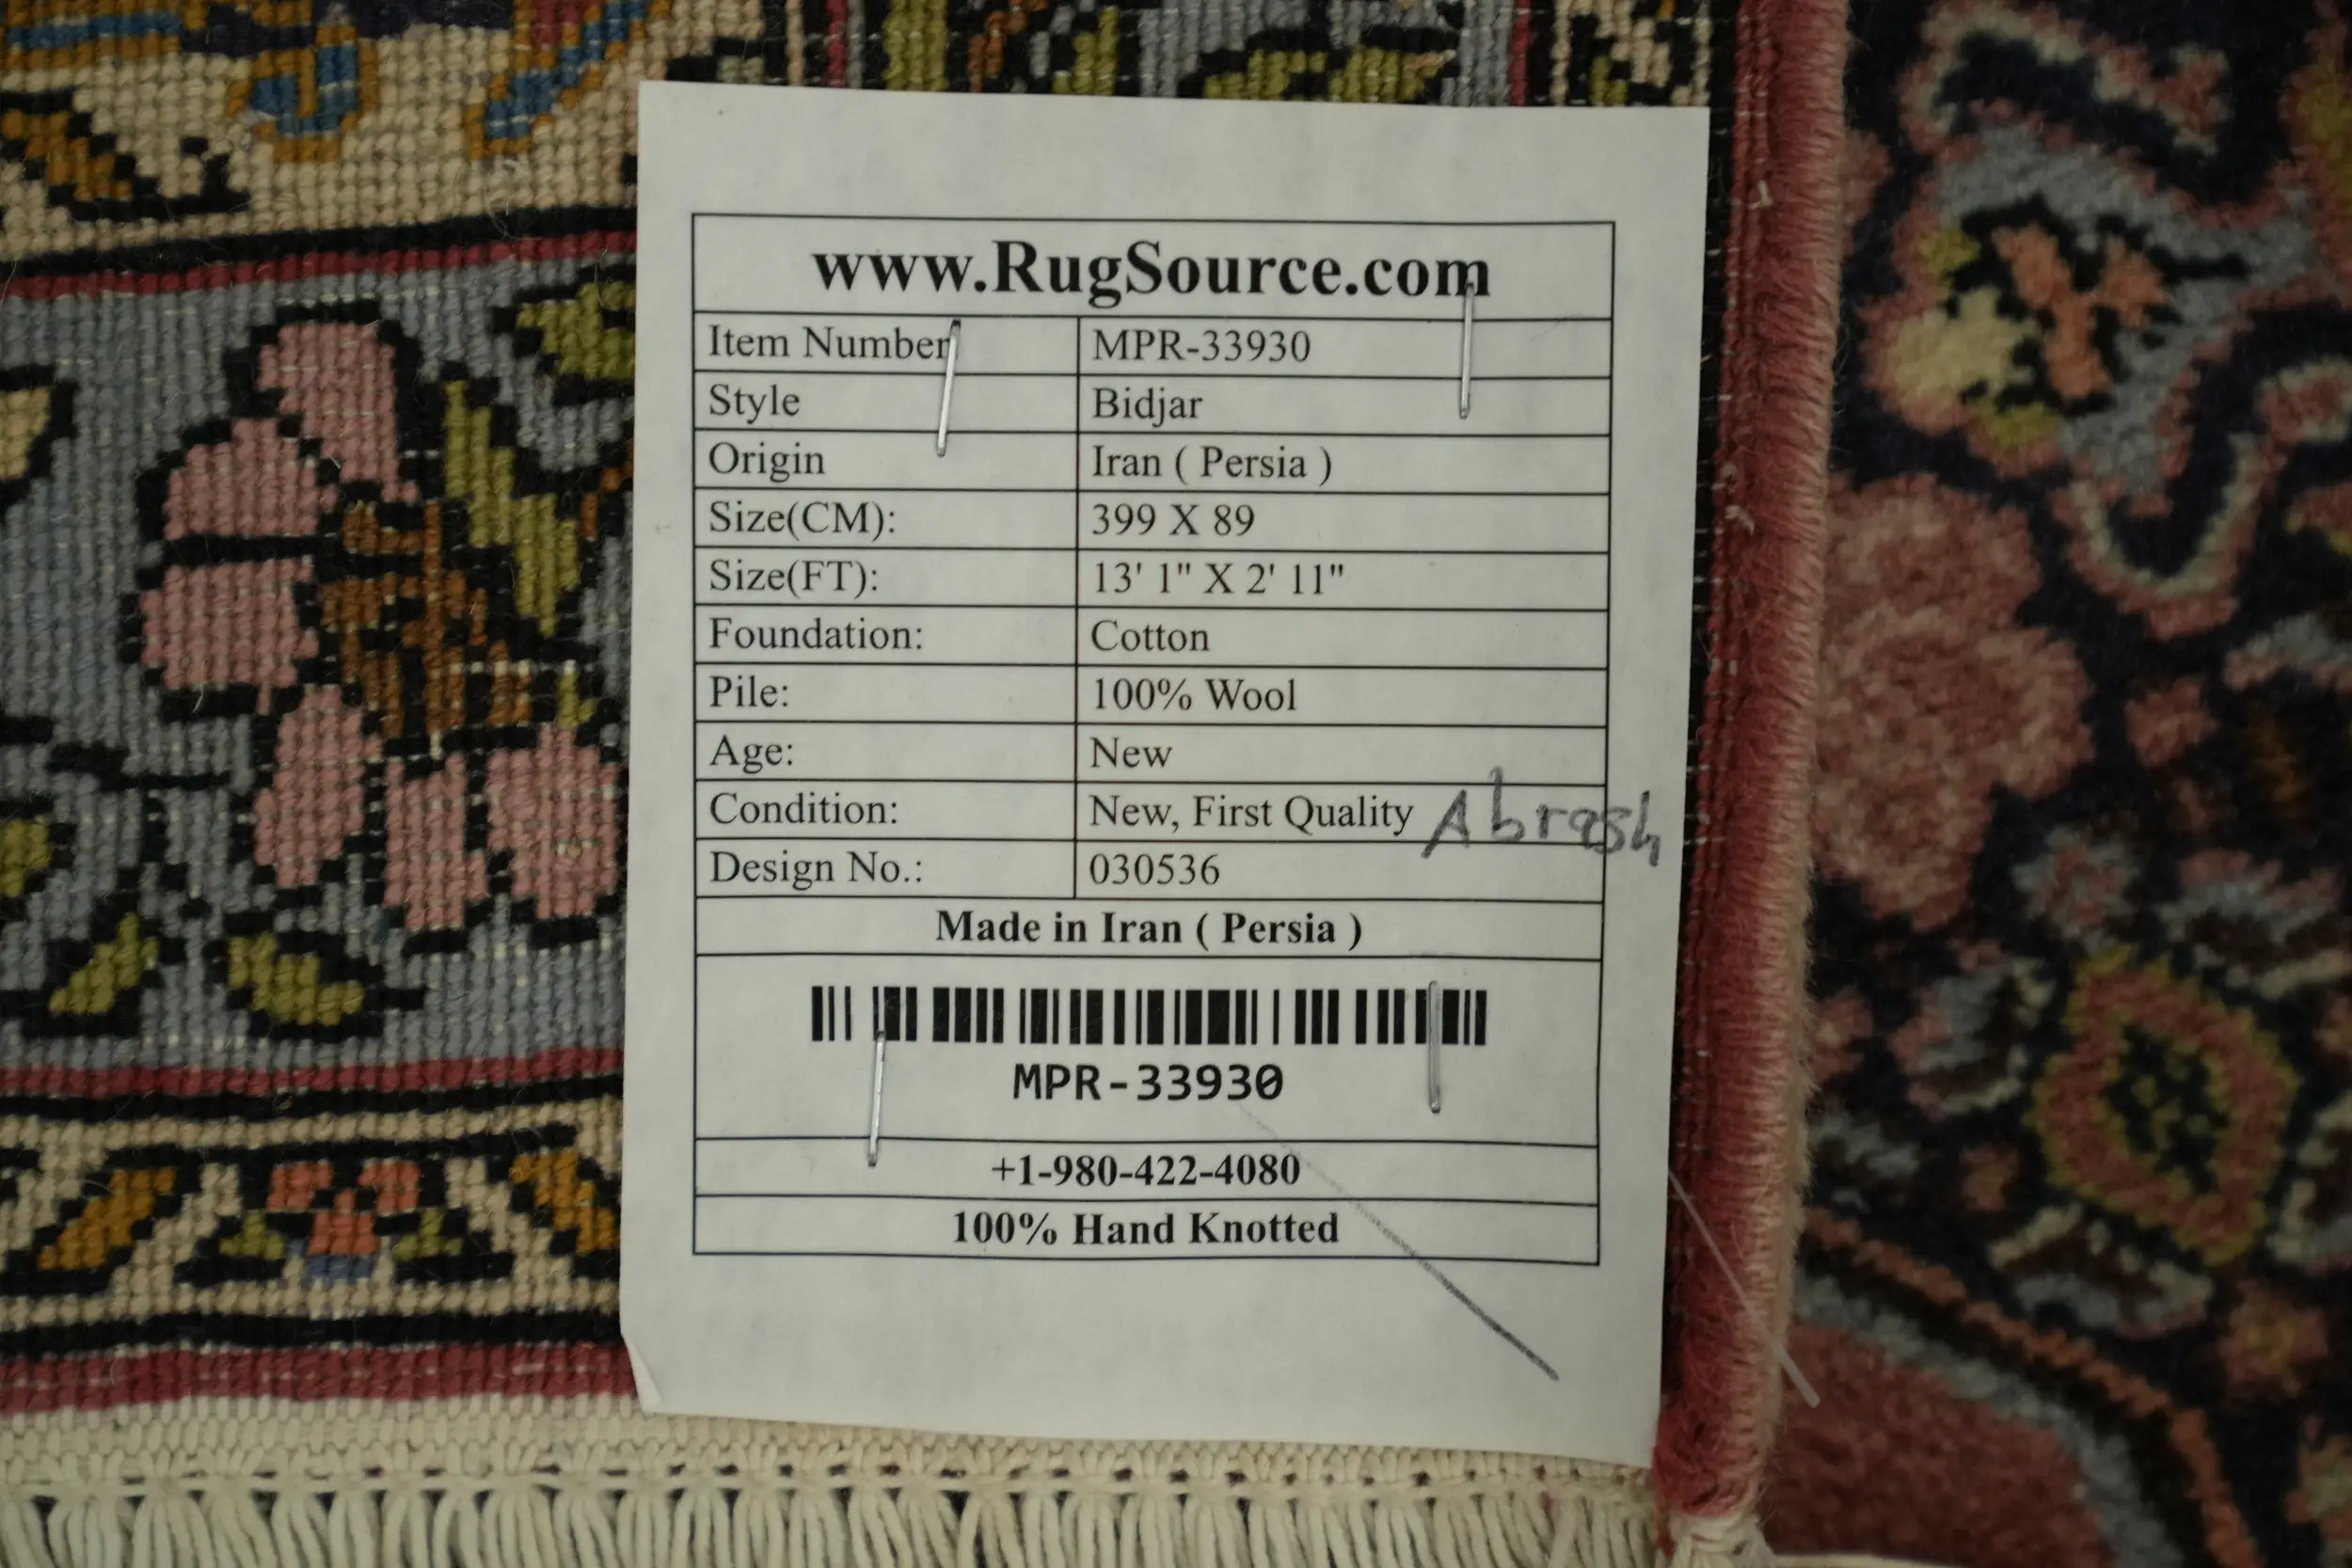 www.RugSource.com
Item Number MPR-33930
Style Bidjar
Origin Iran ( Persia )
Size(CM): 399 X 89
Size(FT): 13' 1" X 2' 11"
Foundation: Cotton
Pile: 100% Wool
Age: New
Condition: New, First Quality Abrash
Design No.: 030536
Made in Iran ( Persia )
MPR-33930
+1-980-422-4080
100% Hand Knotted